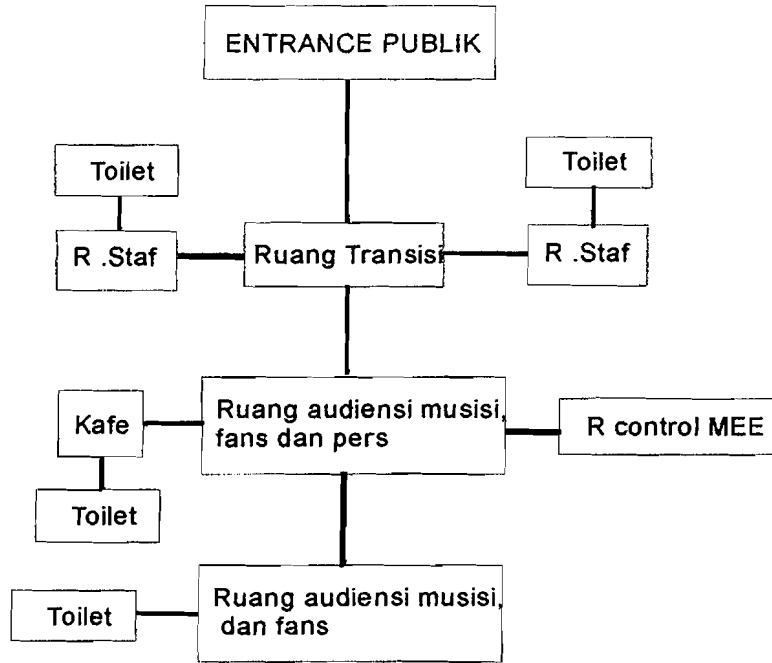 ENTRANCE PUBLIK
Toilet
Toilet
R .Staf
Ruang Transisi
R .Staf
Kafe
Ruang audiensi musisi,
fans dan pers
R control MEE
Toilet
Ruang audiensi musisi,
dan fans
Toilet